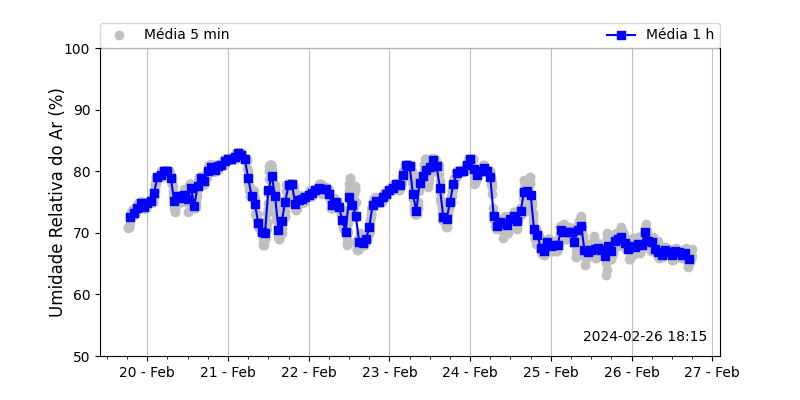 Média 5 min
Média 1 h
100
90
80
70
60
50
Umidade Relativa do Ar (%)
2024-02-26 18:15
20 - Feb
21 - Feb
22 - Feb
23 - Feb
24 - Feb
25 - Feb
26 - Feb
27 - Feb